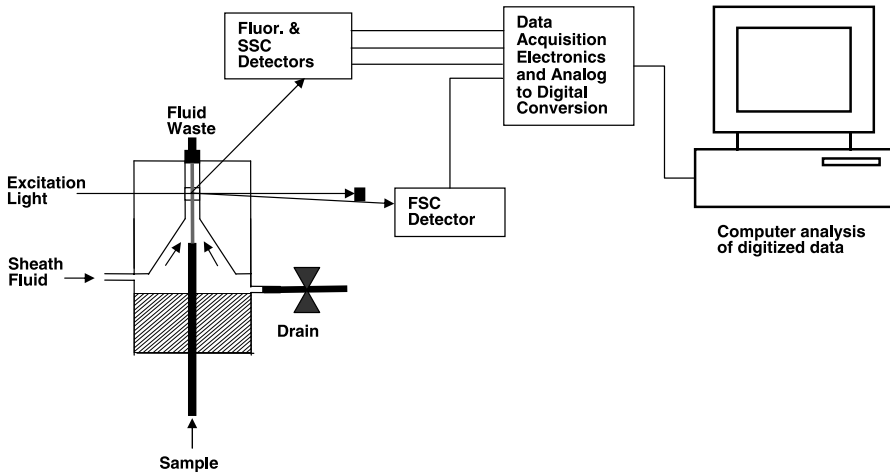 Fluor. &
SSC
Detectors
Data
Acquisition
Electronics
and Analog
to Digital
Conversion
Fluid
Waste
Excitation
Light
FSC
Detector
Computer analysis
of digitized data
Sheath
Fluid
Drain
Sample